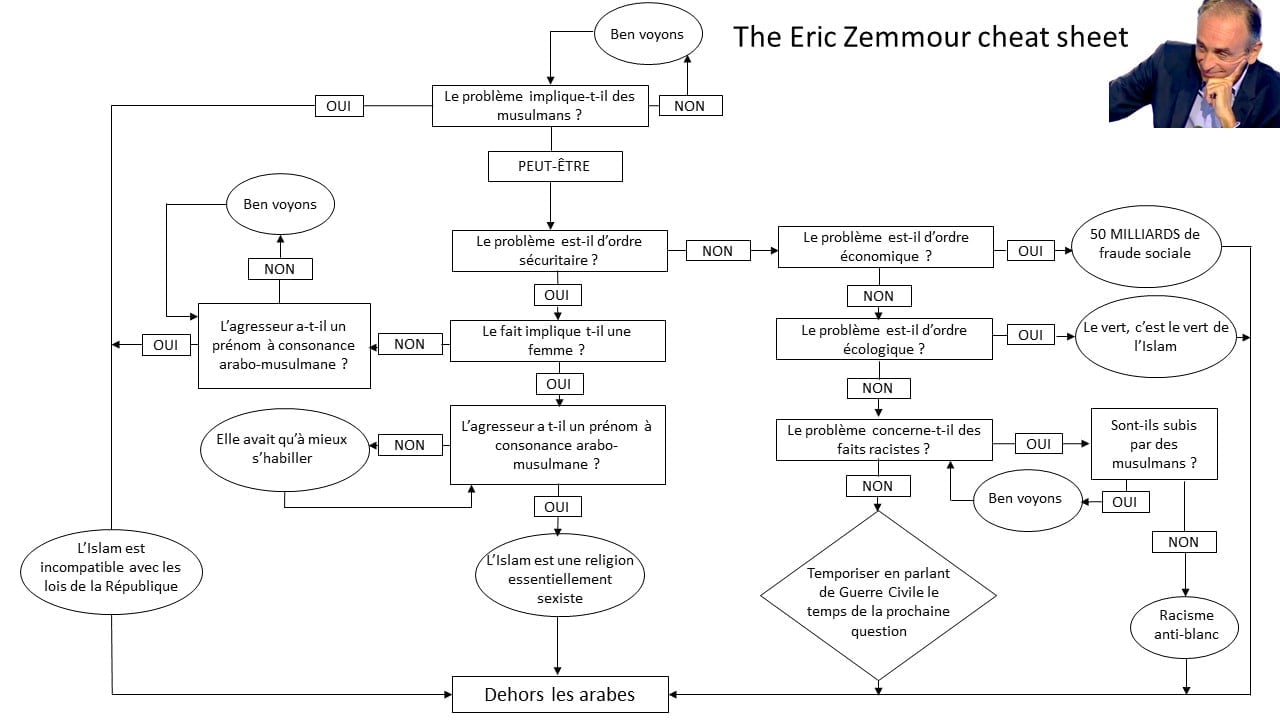 The Eric Zemmour cheat sheet
Ben voyons
Le problème implique-t-il des
musulmans ?
OUI
NON
PEUT-ÊTRE
Ben voyons
NON
L’agresseur a-t-il un
prénom à consonance
arabo-musulmane ?
OUI
NON
Le problème est-il d’ordre
sécuritaire ?
NON
OUI
Le fait implique t-il une
femme ?
OUI
L’agresseur a t-il un prénom à
consonance arabo-
musulmane ?
NON
Elle avait qu’à mieux
s’habiller
OUI
L’Islam est une religion
essentiellement
sexiste
L’Islam est
incompatible avec les
lois de la République
Le problème est-il d’ordre
économique ?
OUI
50 MILLIARDS de
fraude sociale
NON
Le problème est-il d’ordre
écologique ?
OUI
Le vert, c’est le vert de
l’Islam
NON
Le problème concerne-t-il des
faits racistes ?
OUI
Sont-ils subis
par des
musulmans ?
OUI
Ben voyons
NON
NON
Temporiser en parlant
de Guerre Civile le
temps de la prochaine
question
Racisme
anti-blanc
Dehors les arabes